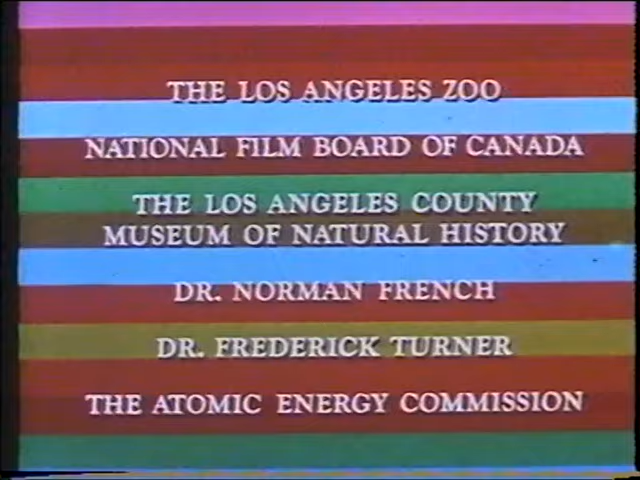 THE LOS ANGELES ZOO
NATIONAL FILM BOARD OF CANADA
THE LOS ANGELES COUNTY
MUSEUM OF NATURAL HISTORY
DR. NORMAN FRENCH
DR. FREDERICK TURNER
THE ATOMIC ENERGY COMMISSION